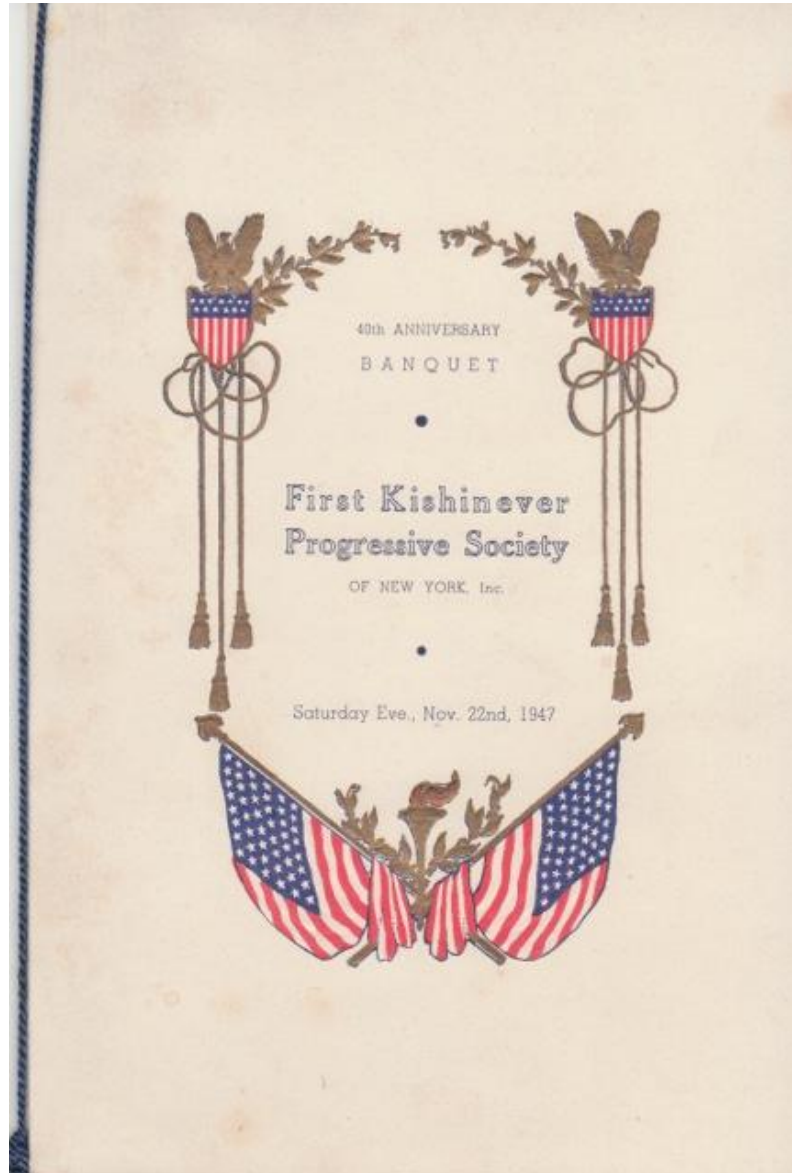 40th ANNIVERSARY
BANQUET
First Kishinever
Progressive Society
OF NEW YORK, Inc.
Saturday Eve., Nov. 22nd, 1947